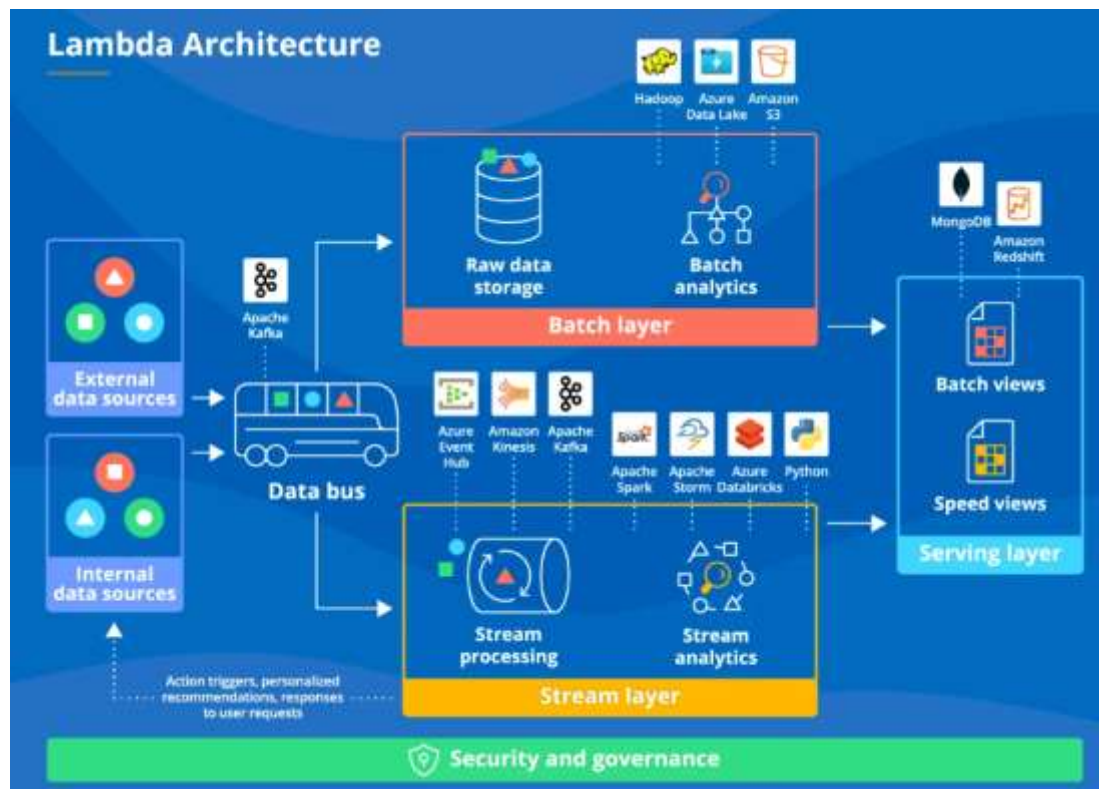 Lambda Architecture
Hadoop
Azure
Data Lake
Amazon
S3
Raw data
storage
Batch
analytics
Batch layer
MongoDB
Amazon
Redshift
Batch views
Speed views
Serving layer
External
data sources
Internal
data sources
Apache
Kafka
Data bus
Azure
Event
Hub
Amazon
Kinesis
Apache
Kafka
Spark
Apache
Spark
Apache
Storm
Azure
Databricks
Python
Stream
processing
Stream
analytics
Stream layer
Action triggers, personalized
recommendations, responses
to user requests
Security and governance